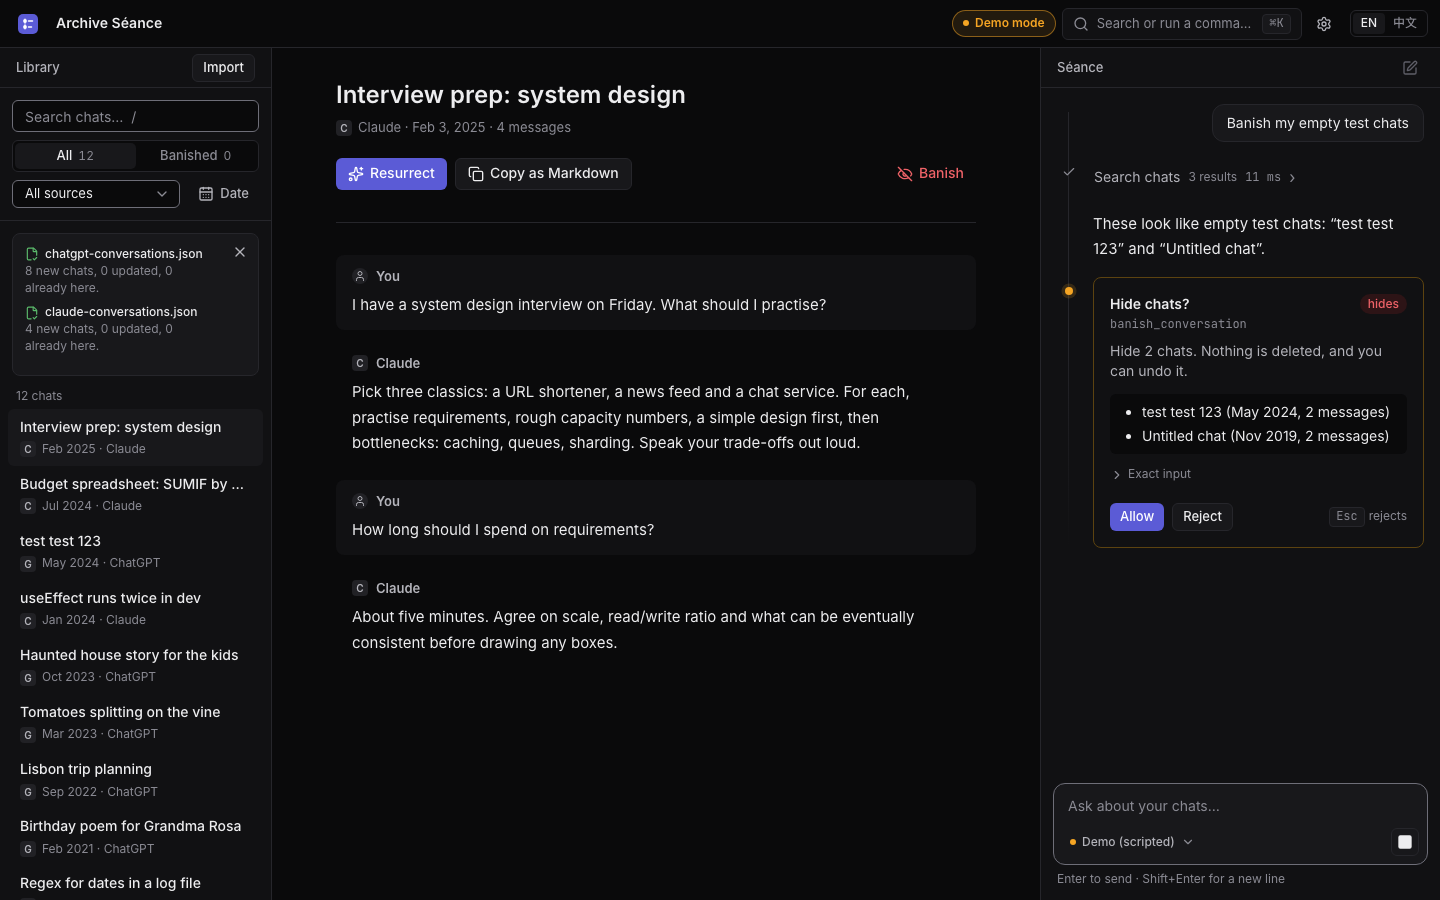 Archive Séance
Demo mode
Search or run a comma...
⌘K
EN
中文
Library
Import
Search chats... /
All 12
Banished 0
All sources
Date
chatgpt-conversations.json
8 new chats, 0 updated, 0
already here.
claude-conversations.json
4 new chats, 0 updated, 0
already here.
12 chats
Interview prep: system design
C Feb 2025 · Claude
Budget spreadsheet: SUMIF by ...
C Jul 2024 · Claude
test test 123
G May 2024 · ChatGPT
useEffect runs twice in dev
C Jan 2024 · Claude
Haunted house story for the kids
G Oct 2023 · ChatGPT
Tomatoes splitting on the vine
G Mar 2023 · ChatGPT
Lisbon trip planning
G Sep 2022 · ChatGPT
Birthday poem for Grandma Rosa
G Feb 2021 · ChatGPT
Regex for dates in a log file
Interview prep: system design
C Claude · Feb 3, 2025 · 4 messages
Resurrect
Copy as Markdown
Banish
You
I have a system design interview on Friday. What should I practise?
C Claude
Pick three classics: a URL shortener, a news feed and a chat service. For each,
practise requirements, rough capacity numbers, a simple design first, then
bottlenecks: caching, queues, sharding. Speak your trade-offs out loud.
You
How long should I spend on requirements?
C Claude
About five minutes. Agree on scale, read/write ratio and what can be eventually
consistent before drawing any boxes.
Séance
Banish my empty test chats
Search chats 3 results 11 ms
These look like empty test chats: “test test
123” and “Untitled chat”.
Hide chats?
hides
banish_conversation
Hide 2 chats. Nothing is deleted, and you
can undo it.
• test test 123 (May 2024, 2 messages)
• Untitled chat (Nov 2019, 2 messages)
Exact input
Allow
Reject
Esc rejects
Ask about your chats...
Demo (scripted)
Enter to send · Shift+Enter for a new line